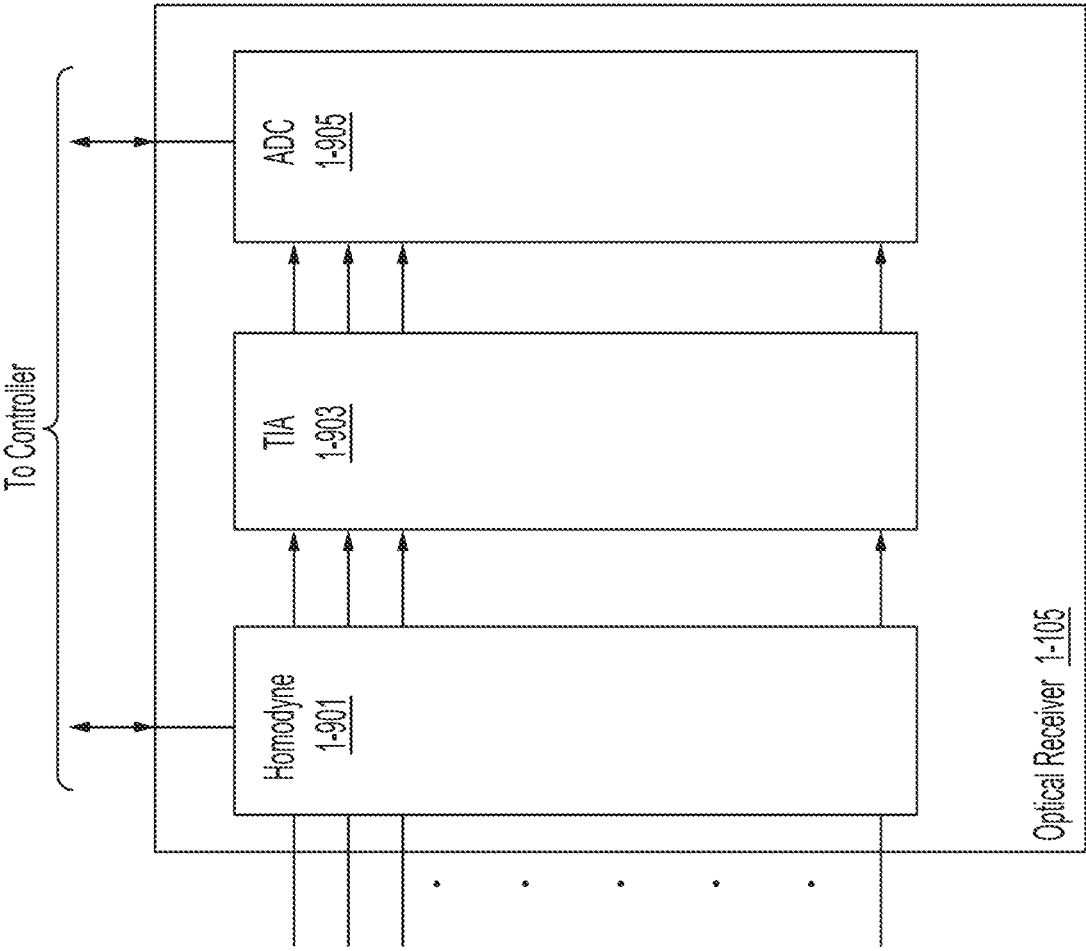 To Controller
Homodyne
1-901
TIA
1-903
ADC
1-905
Optical Receiver 1-105